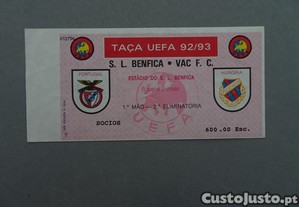 TAÇA UEFA 92/93
S. L. BENFICA • VAC F. C.
ESTÁDIO DO S. L. BENFICA
PORTUGAL
HUNGRIA
1.ª MÃO - 2.ª ELIMINATÓRIA
UEFA
SOCIOS
600.00 Esc.
CustoJusto.pt